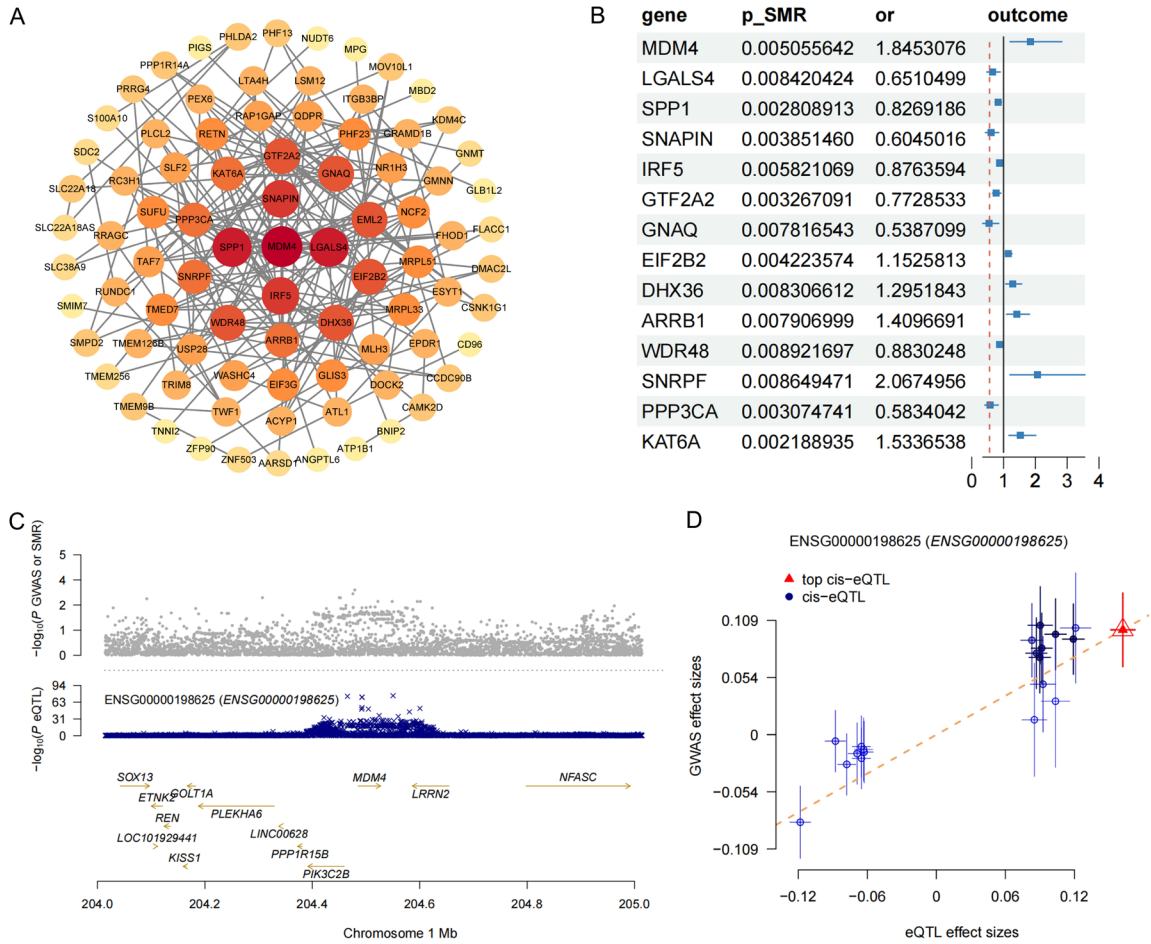 A
NUDT6
PHF13
PHLDA2
PIGS
MPG
PPP1R14A
MOV10L1
LTA4H
LSM12
PRRG4
ITGB3BP
MBD2
PEX6
RAP1GAP
QDPR
S100A10
KDM4C
PLCL2
RETN
PHF23
GRAMD1B
GTF2A2
SDC2
GNMT
SLF2
KAT6A
GNAQ
NR1H3
RC3H1
GMNN
SLC22A18
GLB1L2
SNAPIN
SUFU
PPP3CA
EML2
NCF2
SLC22A18AS
RRAGC
FHOD1
FLACC1
SPP1
MDM4
LGALS4
TAF7
MRPL51
SLC38A9
DMAC2L
SNRPF
EIF2B2
RUNDC1
ESYT1
IRF5
SMIM7
CSNK1G1
TMED7
MRPL33
WDR48
DHX36
SMPD2
TMEM126B
USP28
ARRB1
MLH3
EPDR1
CD96
TMEM256
WASHC4
EIF3G
GLIS3
CCDC90B
TRIM8
DOCK2
TMEM9B
TWF1
ACYP1
ATL1
CAMK2D
TNNI2
BNIP2
ZFP90
ATP1B1
ZNF503
AARSD1
ANGPTL6
B
gene p_SMR or outcome
MDM4 0.005055642 1.8453076
LGALS4 0.008420424 0.6510499
SPP1 0.002808913 0.8269186
SNAPIN 0.003851460 0.6045016
IRF5 0.005821069 0.8763594
GTF2A2 0.003267091 0.7728533
GNAQ 0.007816543 0.5387099
EIF2B2 0.004223574 1.1525813
DHX36 0.008306612 1.2951843
ARRB1 0.007906999 1.4096691
WDR48 0.008921697 0.8830248
SNRPF 0.008649471 2.0674956
PPP3CA 0.003074741 0.5834042
KAT6A 0.002188935 1.5336538
0 1 2 3 4
C
−log10(P GWAS or SMR)
5
4
2
1
0
−log10(P eQTL)
94
63
31
0
ENSG00000198625 (ENSG00000198625)
SOX13
MDM4
NFASC
ETNK2
GOLT1A
LRRN2
REN
PLEKHA6
LOC101929441
LINC00628
KISS1
PPP1R15B
PIK3C2B
204.0 204.2 204.4 204.6 204.8 205.0
Chromosome 1 Mb
D
ENSG00000198625 (ENSG00000198625)
top cis−eQTL
cis−eQTL
GWAS effect sizes
0.109
0.054
0
−0.054
−0.109
−0.12 −0.06 0 0.06 0.12
eQTL effect sizes